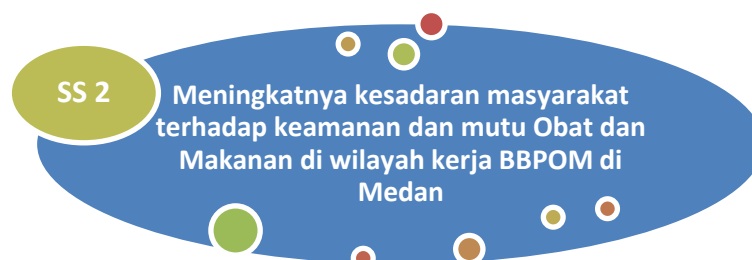 SS 2
Meningkatnya kesadaran masyarakat
terhadap keamanan dan mutu Obat dan
Makanan di wilayah kerja BBPOM di
Medan